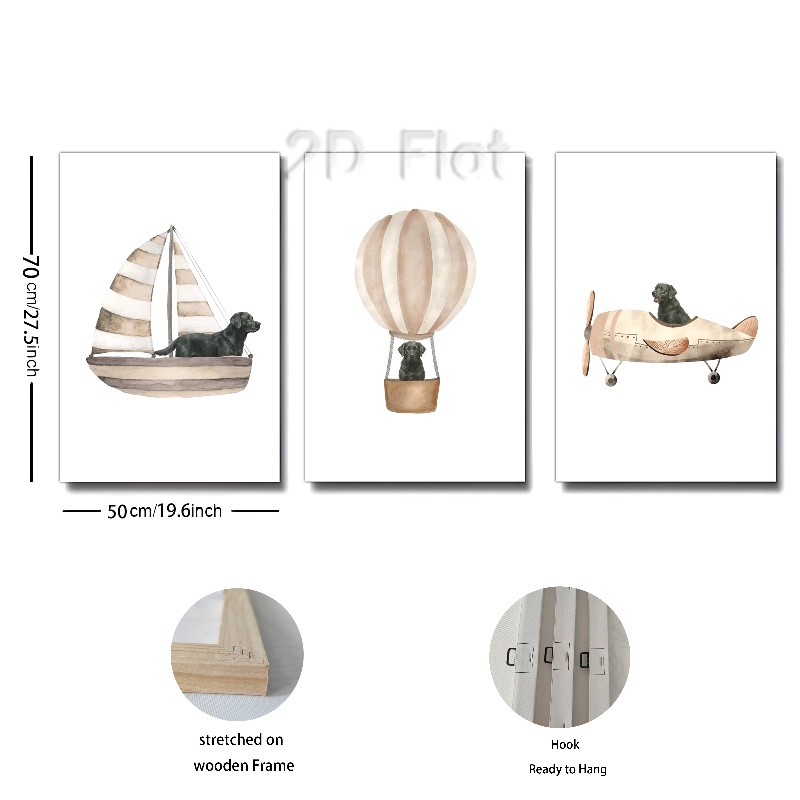 2D Flat
70 cm/27.5inch
50cm/19.6inch
stretched on
wooden Frame
Hook
Ready to Hang